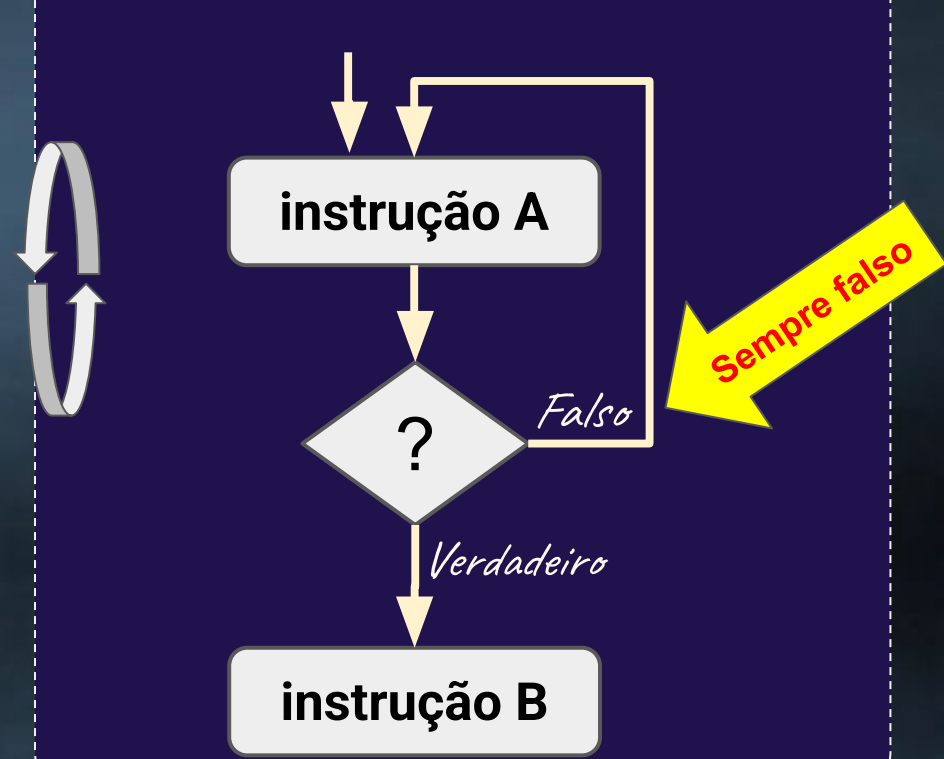 instrução A
Sempre falso
Falso
?
Verdadeiro
instrução B